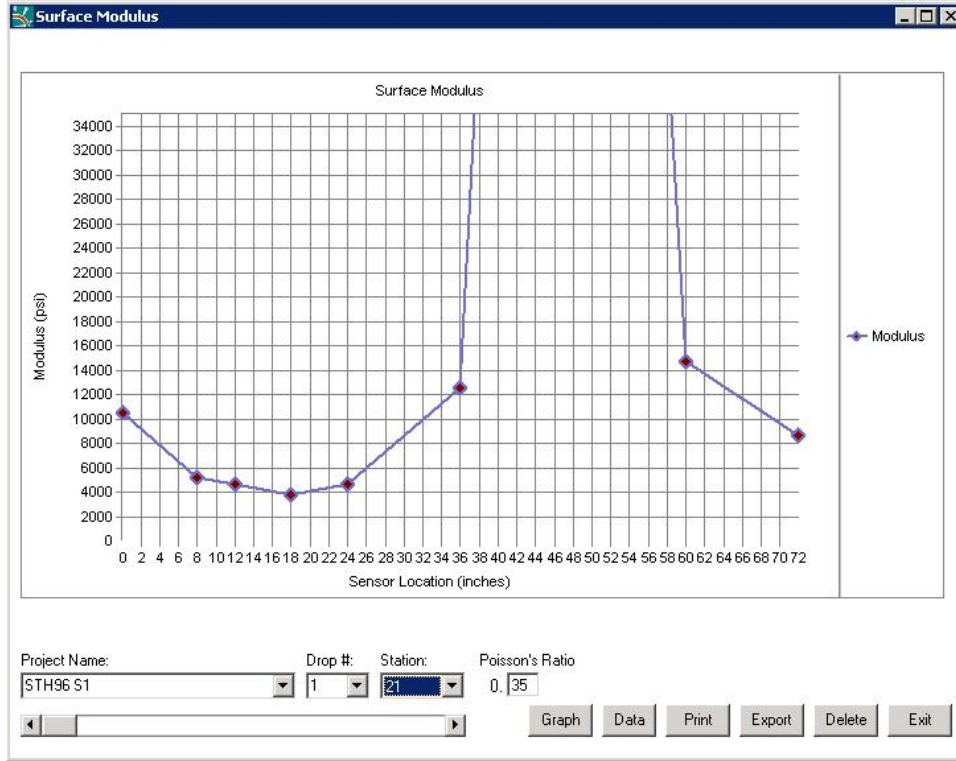 Surface Modulus
Surface Modulus
34000
32000
30000
28000
26000
24000
22000
20000
18000
16000
14000
12000
10000
8000
6000
4000
2000
0
Modulus (psi)
Modulus
0 2 4 6 8 10 12 14 16 18 20 22 24 26 28 30 32 34 36 38 40 42 44 46 48 50 52 54 56 58 60 62 64 66 68 70 72
Sensor Location (inches)
Project Name: Drop #: Station: Poisson's Ratio
STH96 S1 1 21 0. 35
Graph Data Print Export Delete Exit